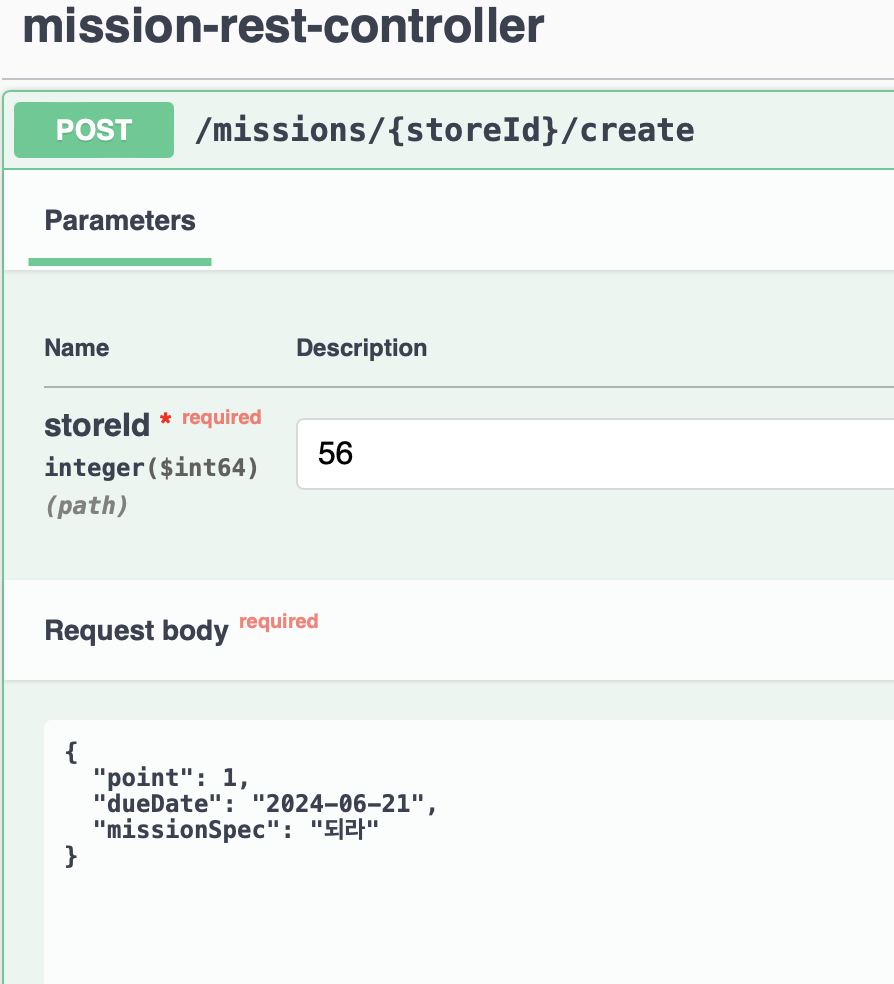 mission-rest-controller
POST /missions/{storeId}/create
Parameters
Name Description
storeId * required
56
integer($int64)
(path)
Request body required
{
  "point": 1,
  "dueDate": "2024-06-21",
  "missionSpec": "되라"
}